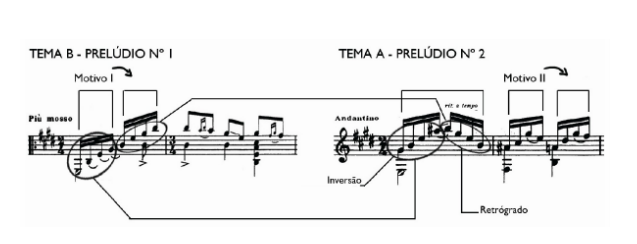 TEMA B - PRELÚDIO Nº 1
TEMA A - PRELÚDIO Nº 2
Motivo I
Motivo II
rit. a tempo
Più mosso
Andantino
Inversão
Retrógrado